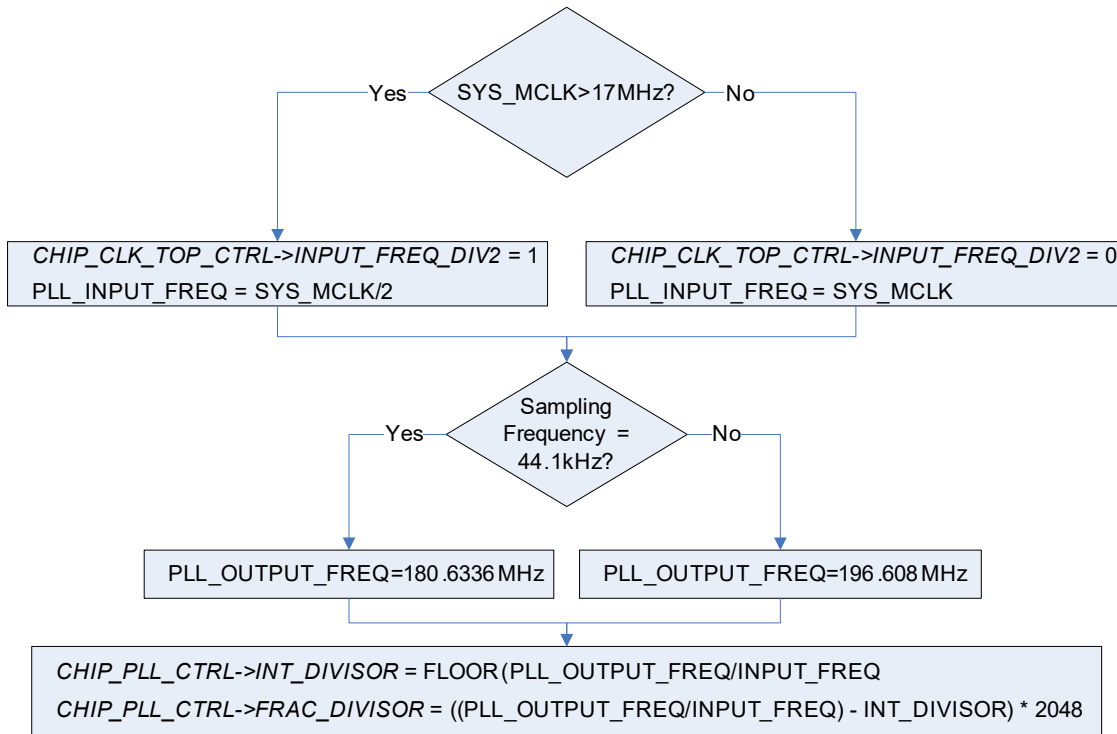 SYS_MCLK>17MHz?
Yes
No
CHIP_CLK_TOP_CTRL->INPUT_FREQ_DIV2 = 1
PLL_INPUT_FREQ = SYS_MCLK/2
CHIP_CLK_TOP_CTRL->INPUT_FREQ_DIV2 = 0
PLL_INPUT_FREQ = SYS_MCLK
Sampling
Frequency =
44.1kHz?
Yes
No
PLL_OUTPUT_FREQ=180.6336MHz
PLL_OUTPUT_FREQ=196.608MHz
CHIP_PLL_CTRL->INT_DIVISOR = FLOOR(PLL_OUTPUT_FREQ/INPUT_FREQ
CHIP_PLL_CTRL->FRAC_DIVISOR = ((PLL_OUTPUT_FREQ/INPUT_FREQ) - INT_DIVISOR) * 2048